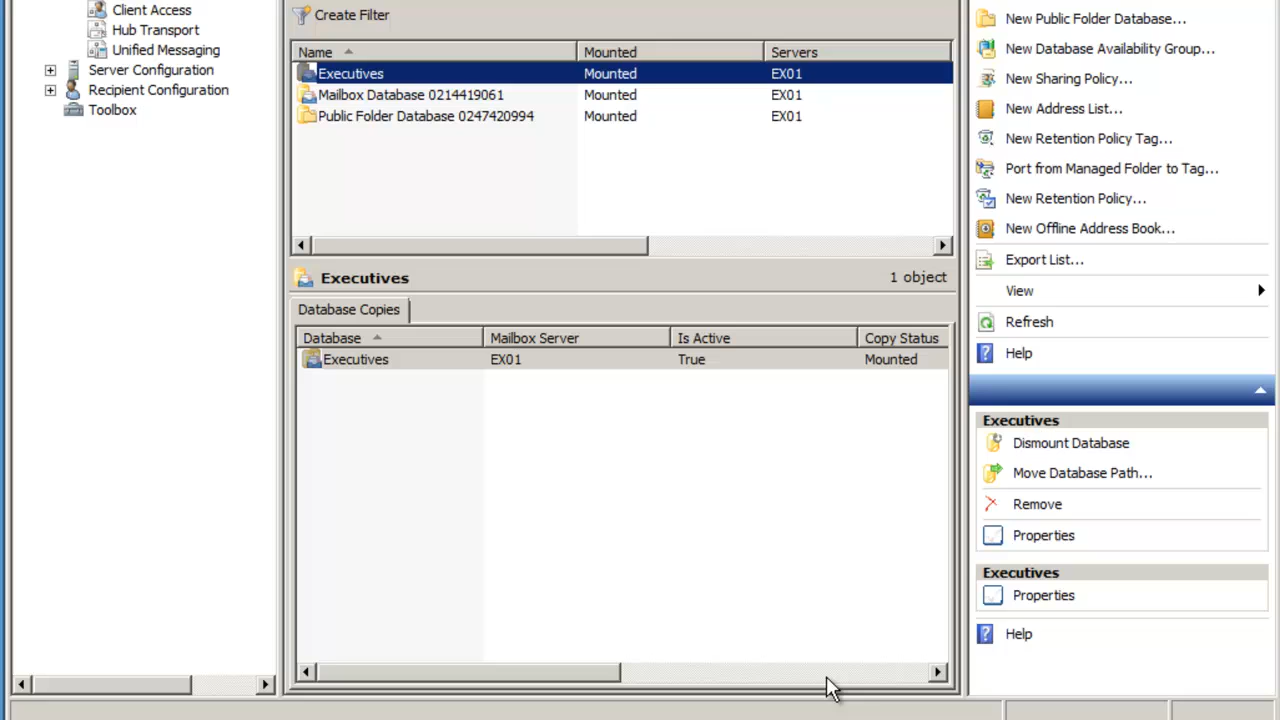 Client Access
Hub Transport
Unified Messaging
Server Configuration
Recipient Configuration
Toolbox
Create Filter
Name Mounted Servers
Executives Mounted EX01
Mailbox Database 0214419061 Mounted EX01
Public Folder Database 0247420994 Mounted EX01
Executives 1 object
Database Copies
Database Mailbox Server Is Active Copy Status
Executives EX01 True Mounted
New Public Folder Database...
New Database Availability Group...
New Sharing Policy...
New Address List...
New Retention Policy Tag...
Port from Managed Folder to Tag...
New Retention Policy...
New Offline Address Book...
Export List...
View
Refresh
Help
Executives
Dismount Database
Move Database Path...
Remove
Properties
Executives
Properties
Help